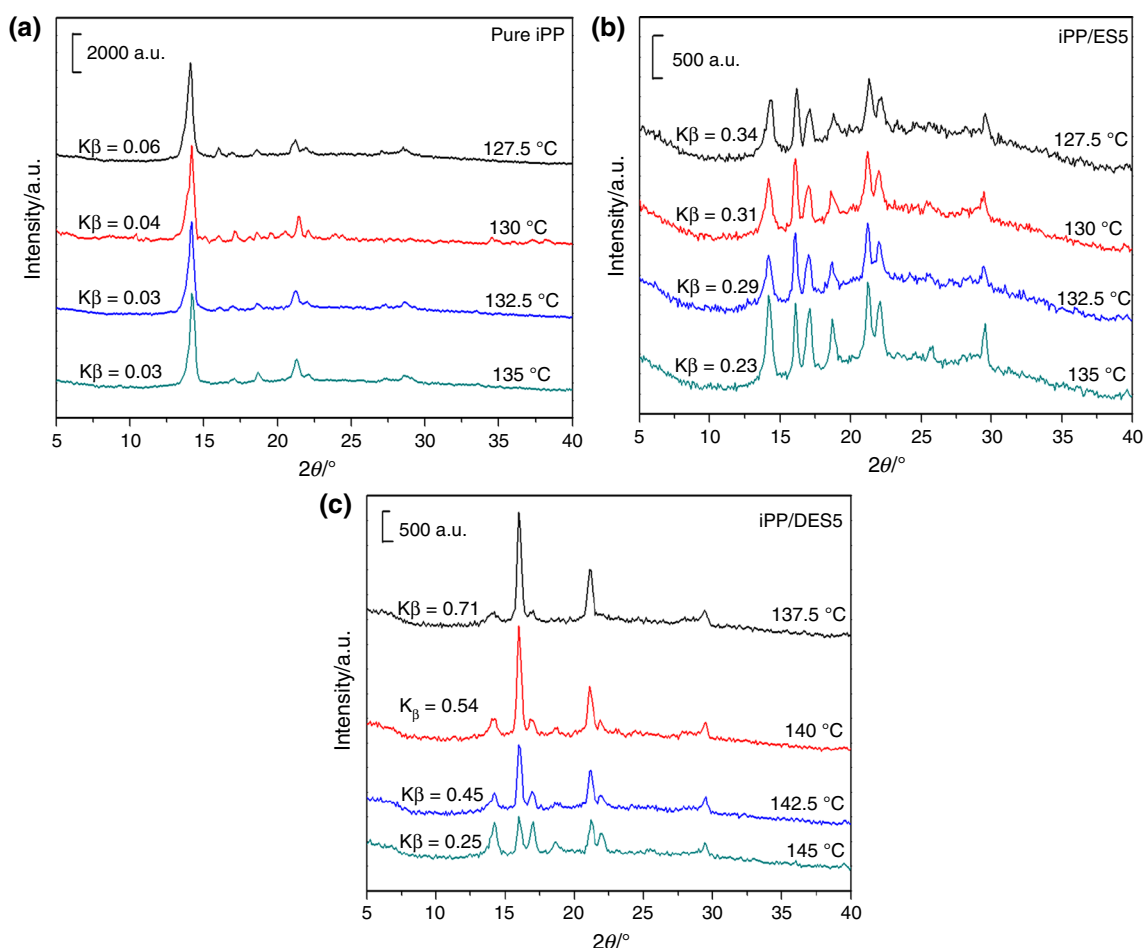 (a)
Pure iPP
2000 a.u.
Kβ = 0.06
127.5 °C
Kβ = 0.04
130 °C
Kβ = 0.03
132.5 °C
Kβ = 0.03
135 °C
Intensity/a.u.
5 10 15 20 25 30 35 40
2θ/°
(b)
iPP/ES5
500 a.u.
Kβ = 0.34
127.5 °C
Kβ = 0.31
130 °C
Kβ = 0.29
132.5 °C
Kβ = 0.23
135 °C
Intensity/a.u.
5 10 15 20 25 30 35 40
2θ/°
(c)
iPP/DES5
500 a.u.
Kβ = 0.71
137.5 °C
Kβ = 0.54
140 °C
Kβ = 0.45
142.5 °C
Kβ = 0.25
145 °C
Intensity/a.u.
5 10 15 20 25 30 35 40
2θ/°